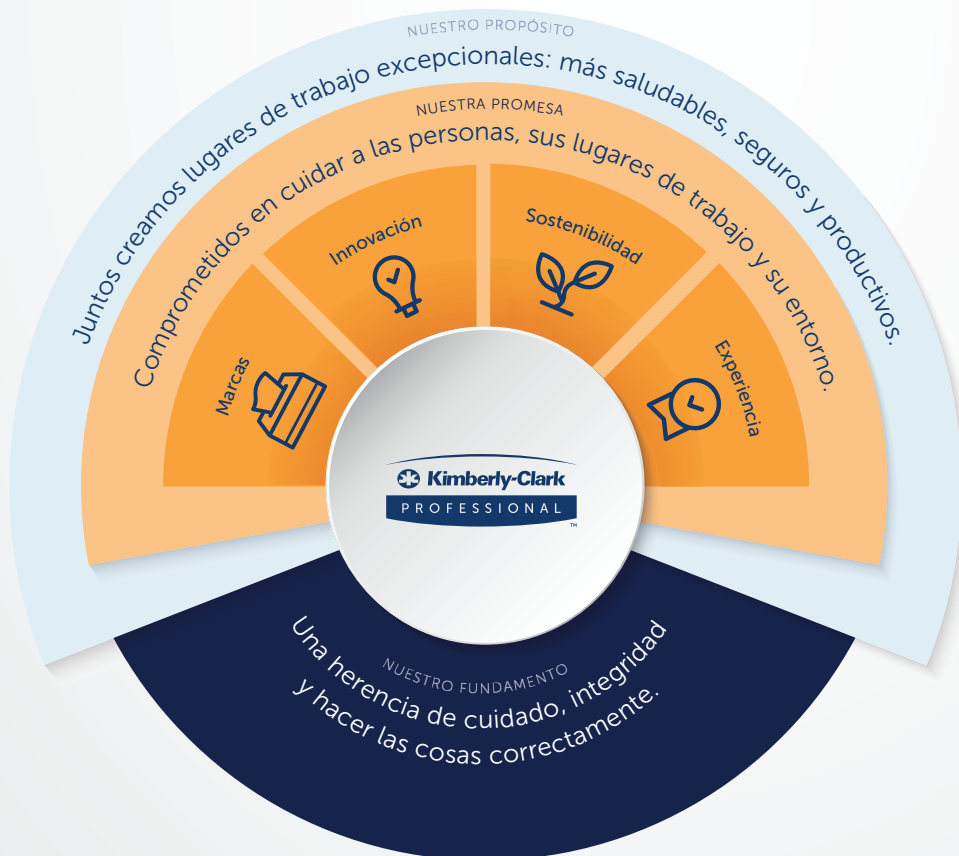 NUESTRO PROPÓSITO
Juntos creamos lugares de trabajo excepcionales: más saludables, seguros y productivos.
NUESTRA PROMESA
Comprometidos en cuidar a las personas, sus lugares de trabajo y su entorno.
Marcas
Innovación
Sostenibilidad
Experiencia
Kimberly-Clark
PROFESSIONAL
™
NUESTRO FUNDAMENTO
Una herencia de cuidado, integridad
y hacer las cosas correctamente.